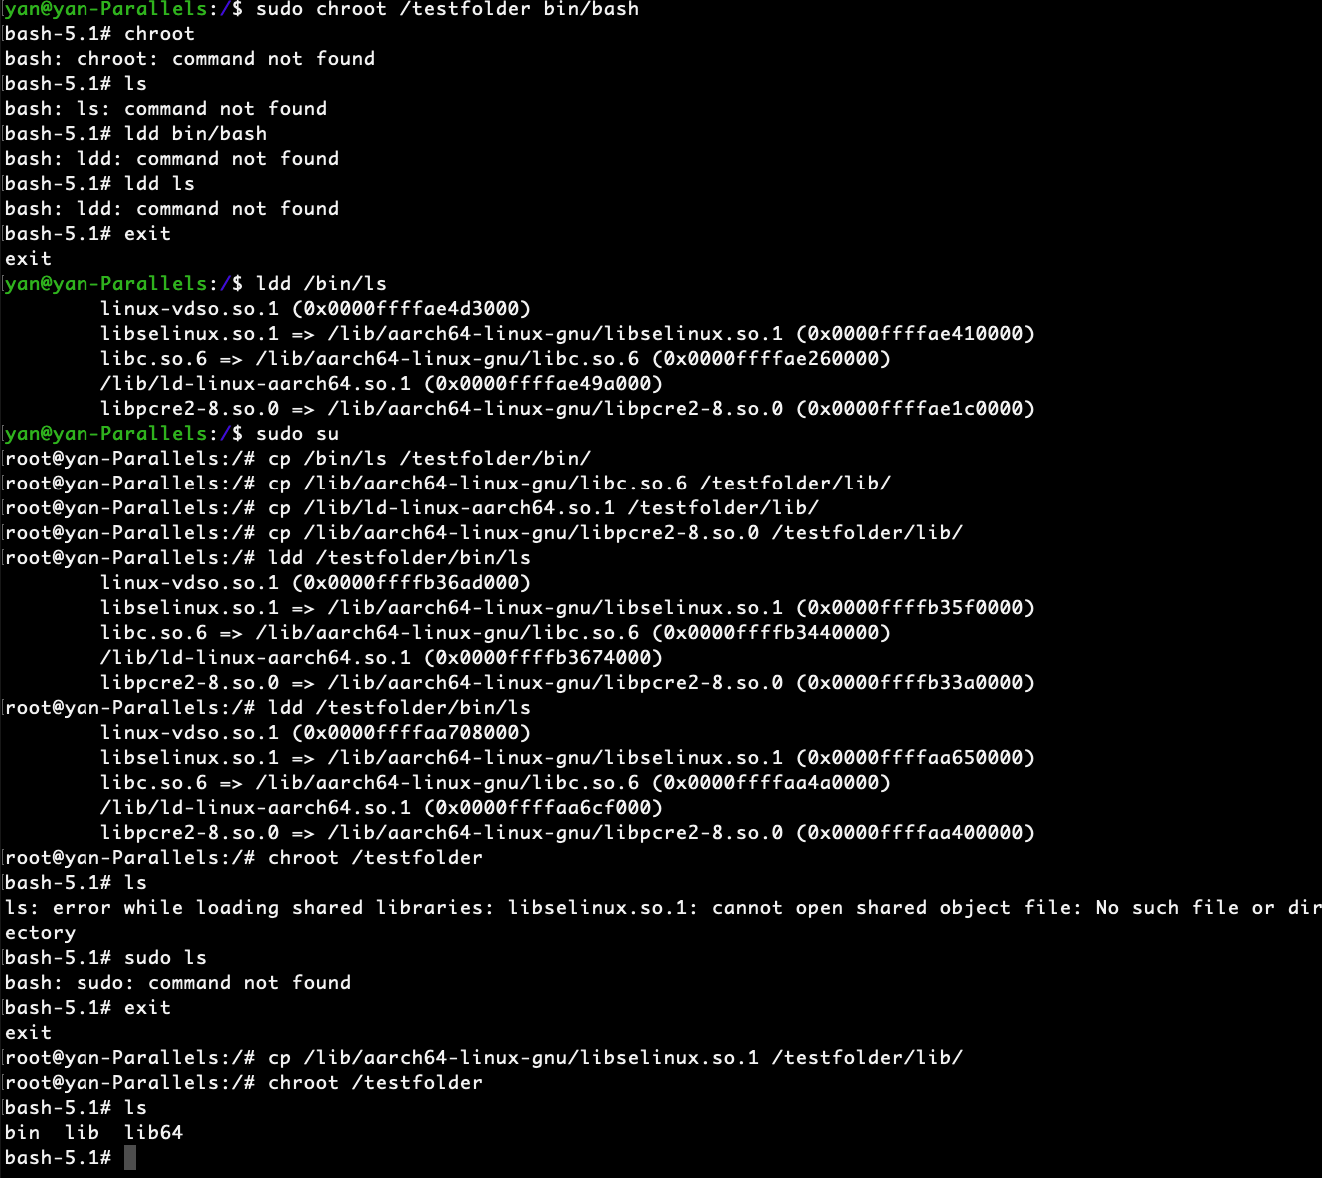 yan@yan-Parallels:/$ sudo chroot /testfolder bin/bash
bash-5.1# chroot
bash: chroot: command not found
bash-5.1# ls
bash: ls: command not found
bash-5.1# ldd bin/bash
bash: ldd: command not found
bash-5.1# ldd ls
bash: ldd: command not found
bash-5.1# exit
exit
yan@yan-Parallels:/$ ldd /bin/ls
        linux-vdso.so.1 (0x0000ffffae4d3000)
        libselinux.so.1 => /lib/aarch64-linux-gnu/libselinux.so.1 (0x0000ffffae410000)
        libc.so.6 => /lib/aarch64-linux-gnu/libc.so.6 (0x0000ffffae260000)
        /lib/ld-linux-aarch64.so.1 (0x0000ffffae49a000)
        libpcre2-8.so.0 => /lib/aarch64-linux-gnu/libpcre2-8.so.0 (0x0000ffffae1c0000)
yan@yan-Parallels:/$ sudo su
root@yan-Parallels:/# cp /bin/ls /testfolder/bin/
root@yan-Parallels:/# cp /lib/aarch64-linux-gnu/libc.so.6 /testfolder/lib/
root@yan-Parallels:/# cp /lib/ld-linux-aarch64.so.1 /testfolder/lib/
root@yan-Parallels:/# cp /lib/aarch64-linux-gnu/libpcre2-8.so.0 /testfolder/lib/
root@yan-Parallels:/# ldd /testfolder/bin/ls
        linux-vdso.so.1 (0x0000ffffb36ad000)
        libselinux.so.1 => /lib/aarch64-linux-gnu/libselinux.so.1 (0x0000ffffb35f0000)
        libc.so.6 => /lib/aarch64-linux-gnu/libc.so.6 (0x0000ffffb3440000)
        /lib/ld-linux-aarch64.so.1 (0x0000ffffb3674000)
        libpcre2-8.so.0 => /lib/aarch64-linux-gnu/libpcre2-8.so.0 (0x0000ffffb33a0000)
root@yan-Parallels:/# ldd /testfolder/bin/ls
        linux-vdso.so.1 (0x0000ffffaa708000)
        libselinux.so.1 => /lib/aarch64-linux-gnu/libselinux.so.1 (0x0000ffffaa650000)
        libc.so.6 => /lib/aarch64-linux-gnu/libc.so.6 (0x0000ffffaa4a0000)
        /lib/ld-linux-aarch64.so.1 (0x0000ffffaa6cf000)
        libpcre2-8.so.0 => /lib/aarch64-linux-gnu/libpcre2-8.so.0 (0x0000ffffaa400000)
root@yan-Parallels:/# chroot /testfolder
bash-5.1# ls
ls: error while loading shared libraries: libselinux.so.1: cannot open shared object file: No such file or dir
ectory
bash-5.1# sudo ls
bash: sudo: command not found
bash-5.1# exit
exit
root@yan-Parallels:/# cp /lib/aarch64-linux-gnu/libselinux.so.1 /testfolder/lib/
root@yan-Parallels:/# chroot /testfolder
bash-5.1# ls
bin  lib  lib64
bash-5.1#